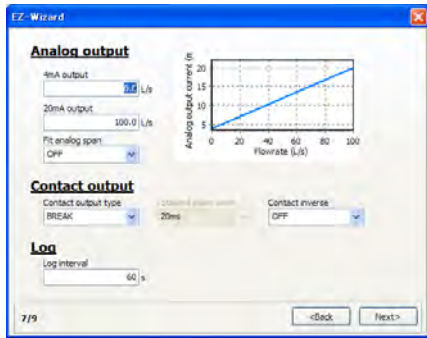 EZ-Wizard
Analog output
4mA output
0.0 L/s
20mA output
100.0 L/s
Fit analog span
OFF
Analog output current (m
20
15
10
5
0 20 40 60 80 100
Flowrate (L/s)
Contact output
Contact output type
BREAK
20ms
Contact inverse
OFF
Log
Log interval
60 s
7/9
<Back
Next>